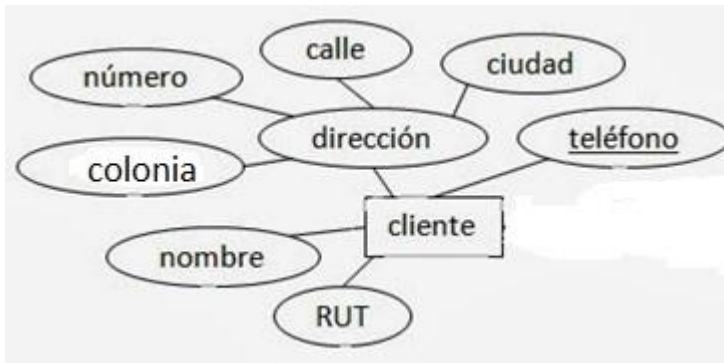 calle
número
ciudad
dirección
teléfono
colonia
cliente
nombre
RUT